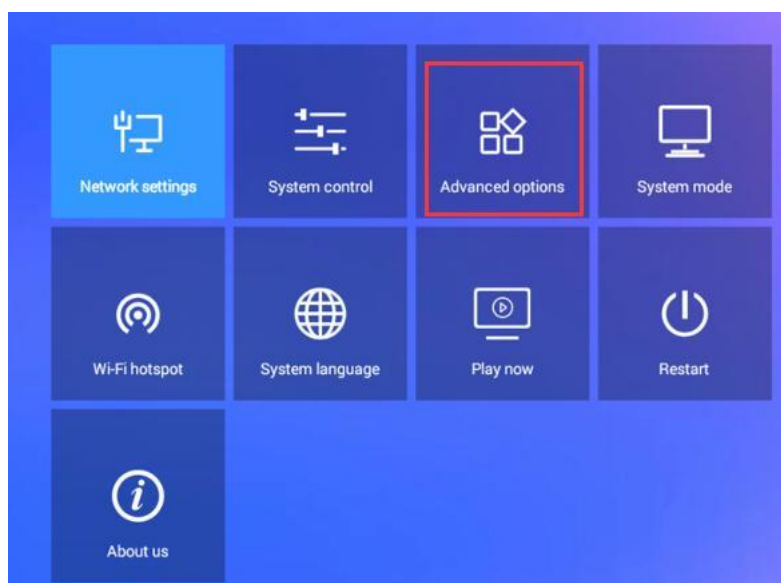 Network settings
System control
Advanced options
System mode
Wi-Fi hotspot
System language
Play now
Restart
About us